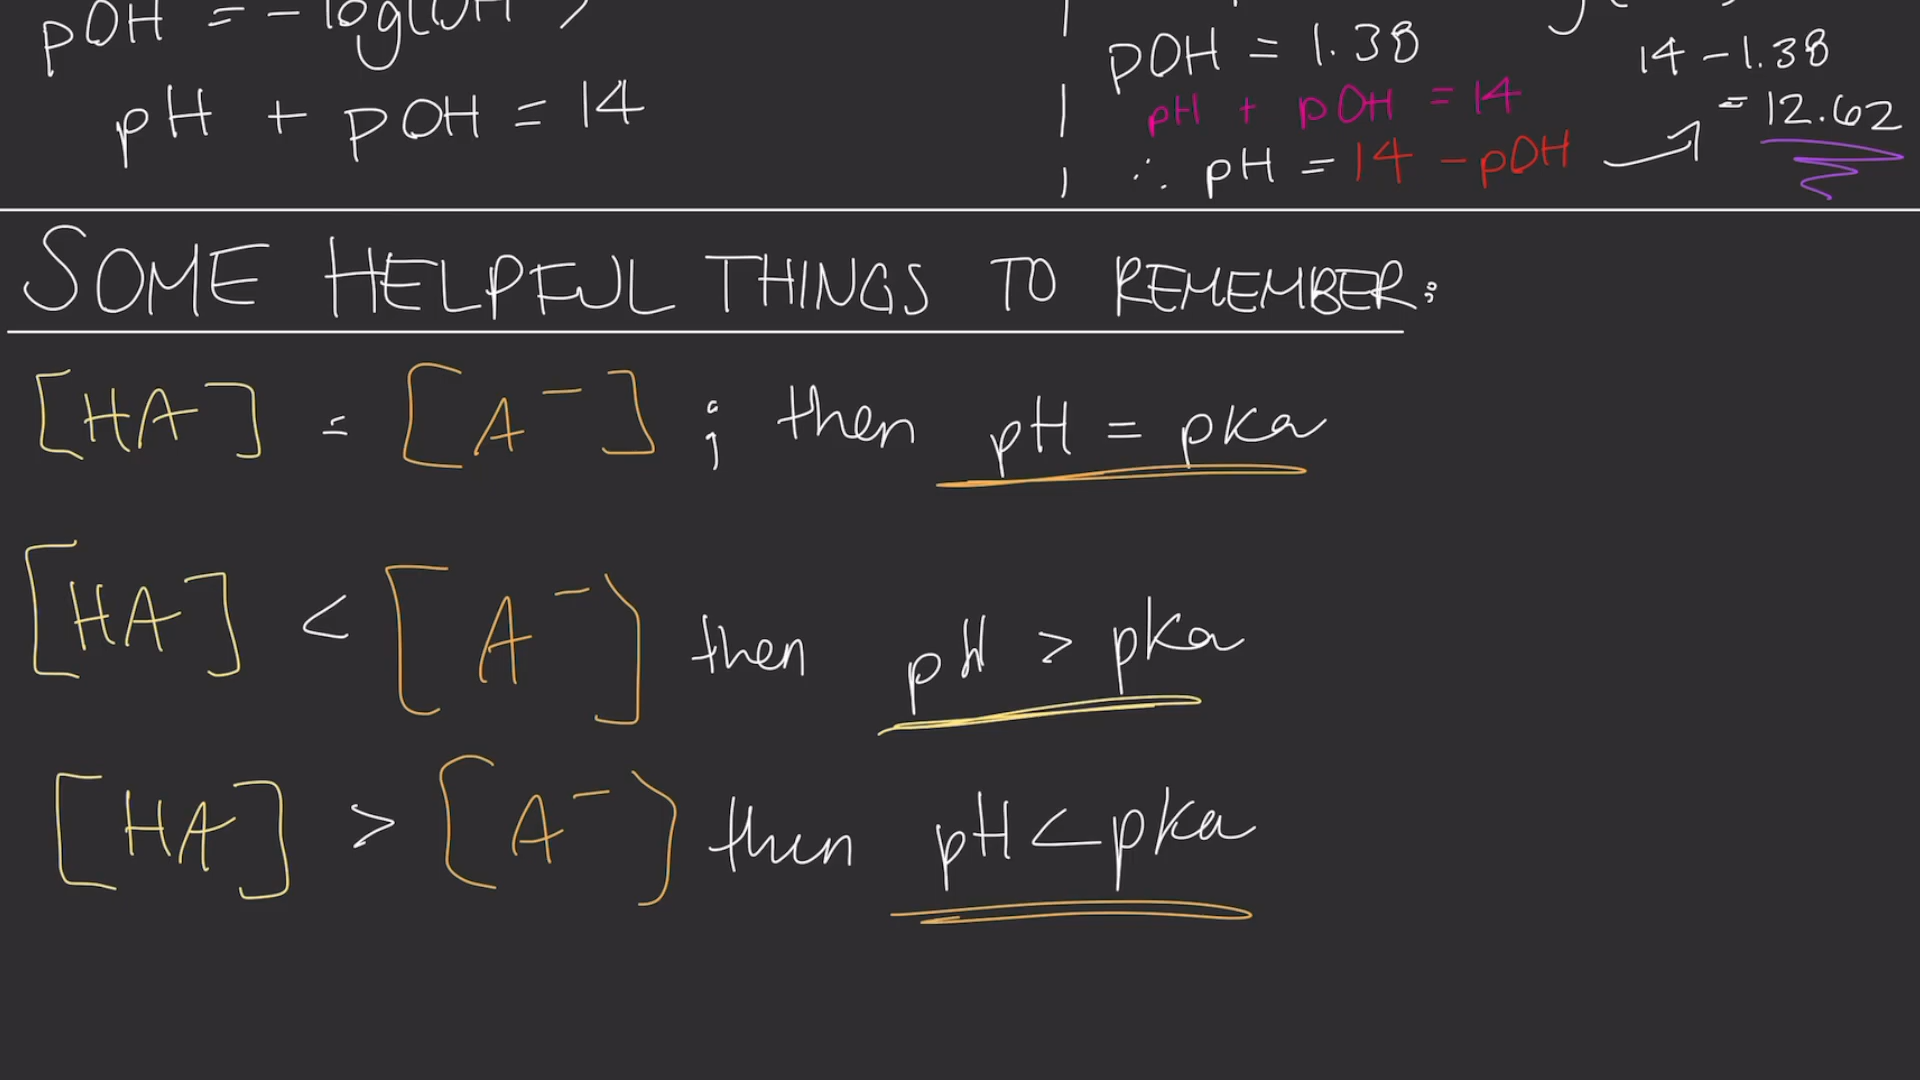 pOH = - log(OH
pH + pOH = 14
pOH = 1.38
pH + pOH = 14
∴ pH = 14 - pOH
14 - 1.38
= 12.62
SOME HELPFUL THINGS TO REMEMBER:
[HA] = [A⁻] ; then pH = pka
[HA] < [A⁻] then pH > pka
[HA] > [A⁻] then pH < pka